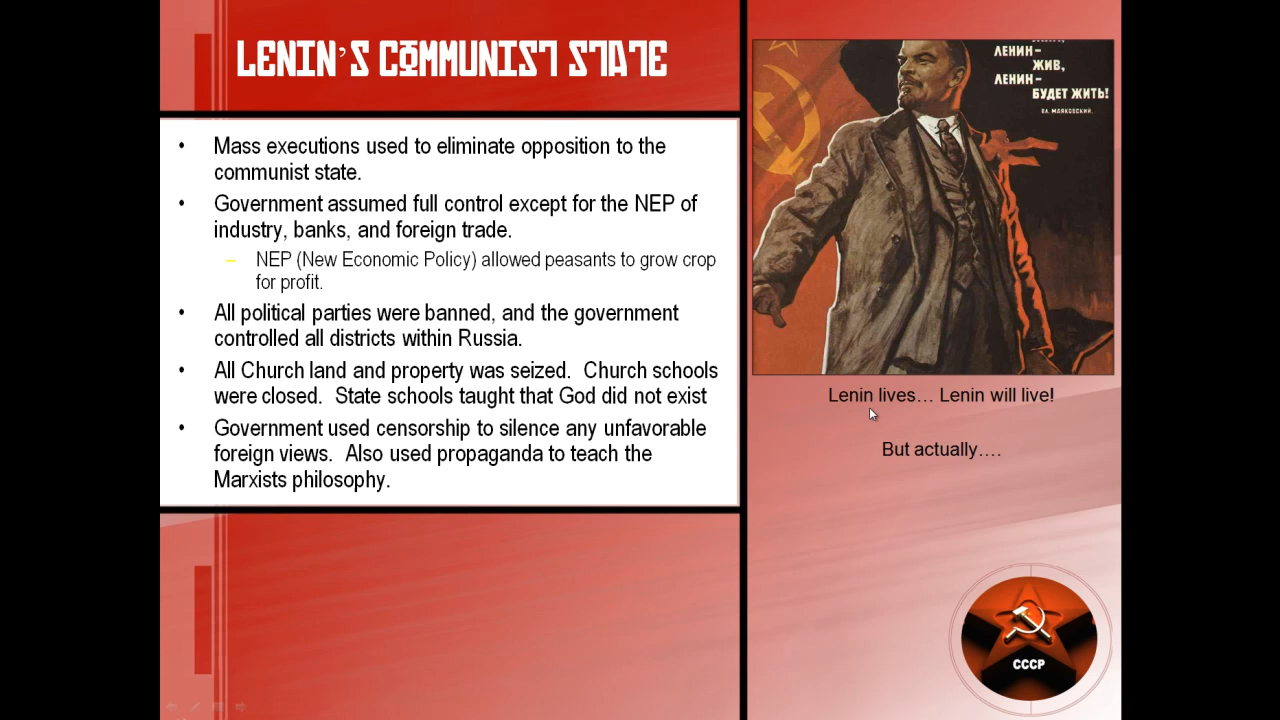 LENIN'S COMMUNIST STATE
• Mass executions used to eliminate opposition to the
communist state.
• Government assumed full control except for the NEP of
industry, banks, and foreign trade.
– NEP (New Economic Policy) allowed peasants to grow crop
for profit.
• All political parties were banned, and the government
controlled all districts within Russia.
• All Church land and property was seized.  Church schools
were closed.  State schools taught that God did not exist
• Government used censorship to silence any unfavorable
foreign views.  Also used propaganda to teach the
Marxists philosophy.
ЛЕНИН–
ЖИВ,
ЛЕНИН–
БУДЕТ ЖИТЬ!
ВЛ. МАЯКОВСКИЙ.
Lenin lives… Lenin will live!
But actually….
СССР